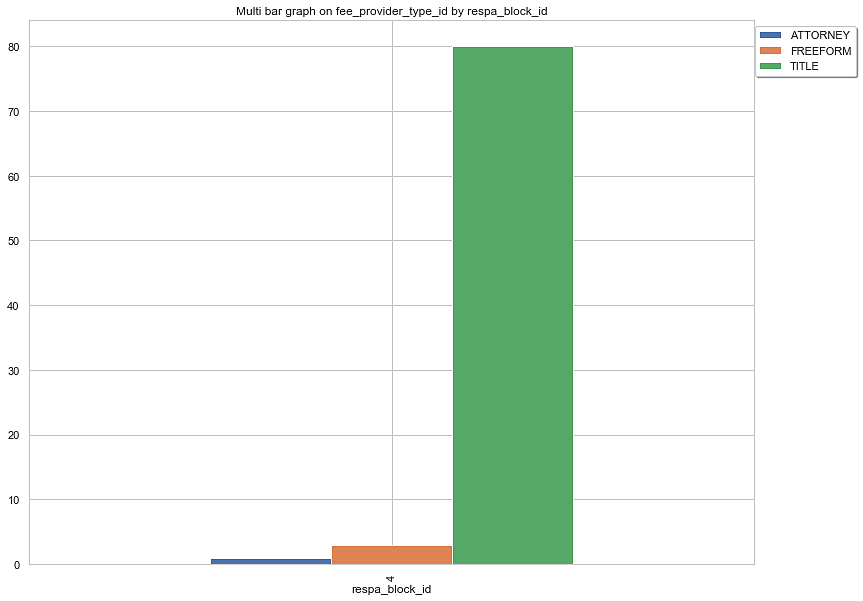 Multi bar graph on fee_provider_type_id by respa_block_id
ATTORNEY
FREEFORM
TITLE
80
70
60
50
40
30
20
10
0
4
respa_block_id